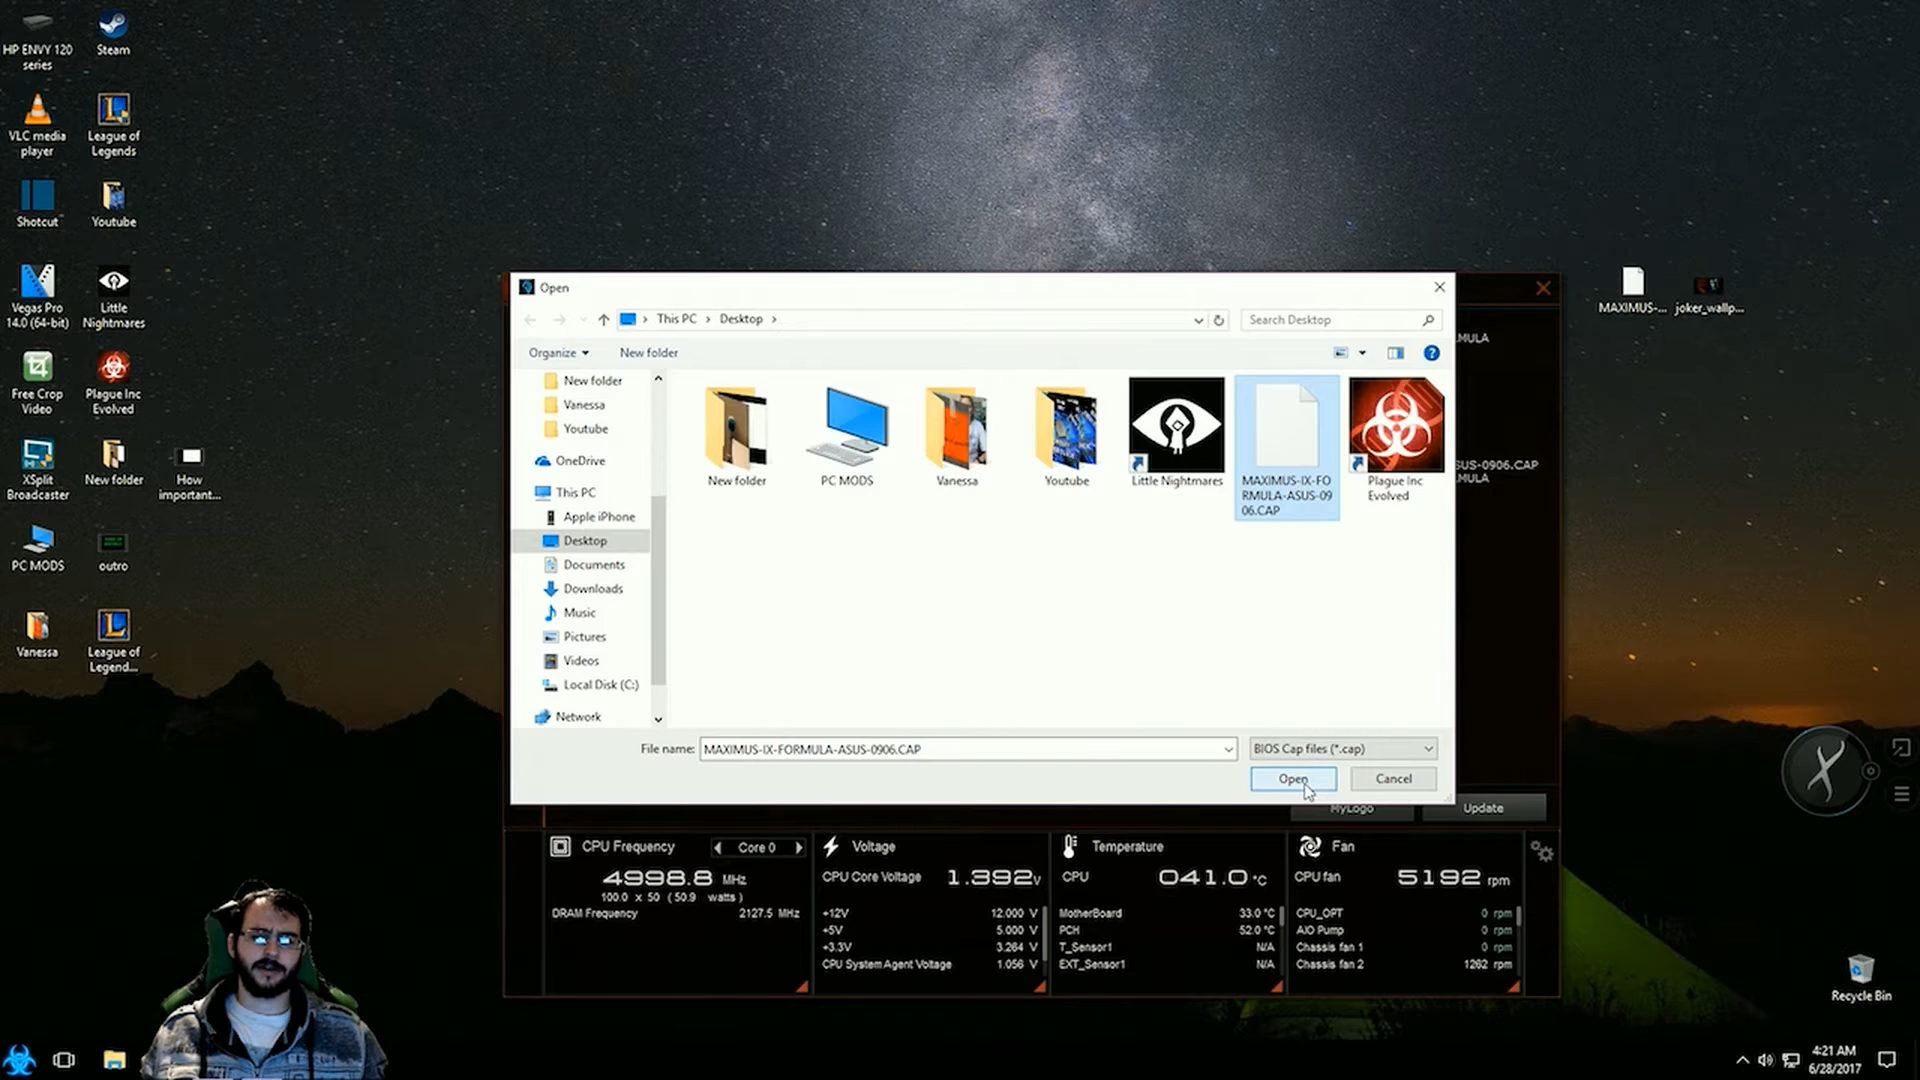 HP ENVY 120
series
Steam
VLC media
player
League of
Legends
Shotcut
Youtube
Vegas Pro
14.0 (64-bit)
Little
Nightmares
Free Crop
Video
Plague Inc
Evolved
XSplit
Broadcaster
New folder
How
important...
PC MODS
outro
Vanessa
League of
Legend...
Open
This PC
Desktop
Search Desktop
Organize
New folder
New folder
Vanessa
Youtube
OneDrive
This PC
Apple iPhone
Desktop
Documents
Downloads
Music
Pictures
Videos
Local Disk (C:)
Network
New folder
PC MODS
Vanessa
Youtube
Little Nightmares
MAXIMUS-IX-FO
RMULA-ASUS-09
06.CAP
Plague Inc
Evolved
File name:
MAXIMUS-IX-FORMULA-ASUS-0906.CAP
BIOS Cap files (*.cap)
Open
Cancel
MULA
SUS-0906.CAP
MULA
MyLogo
Update
MAXIMUS-...
joker_wallp...
CPU Frequency
Core 0
4998.8 MHz
100.0 x 50 (50.9 watts)
DRAM Frequency 2127.5 MHz
Voltage
CPU Core Voltage 1.392v
+12V 12.000 V
+5V 5.000 V
+3.3V 3.264 V
CPU System Agent Voltage 1.056 V
Temperature
CPU 041.0 °C
MotherBoard 33.0 °C
PCH 52.0 °C
T_Sensor1 N/A
EXT_Sensor1 N/A
Fan
CPU fan 5192 rpm
CPU_OPT 0 rpm
AIO Pump 0 rpm
Chassis fan 1 0 rpm
Chassis fan 2 1262 rpm
Recycle Bin
4:21 AM
6/28/2017